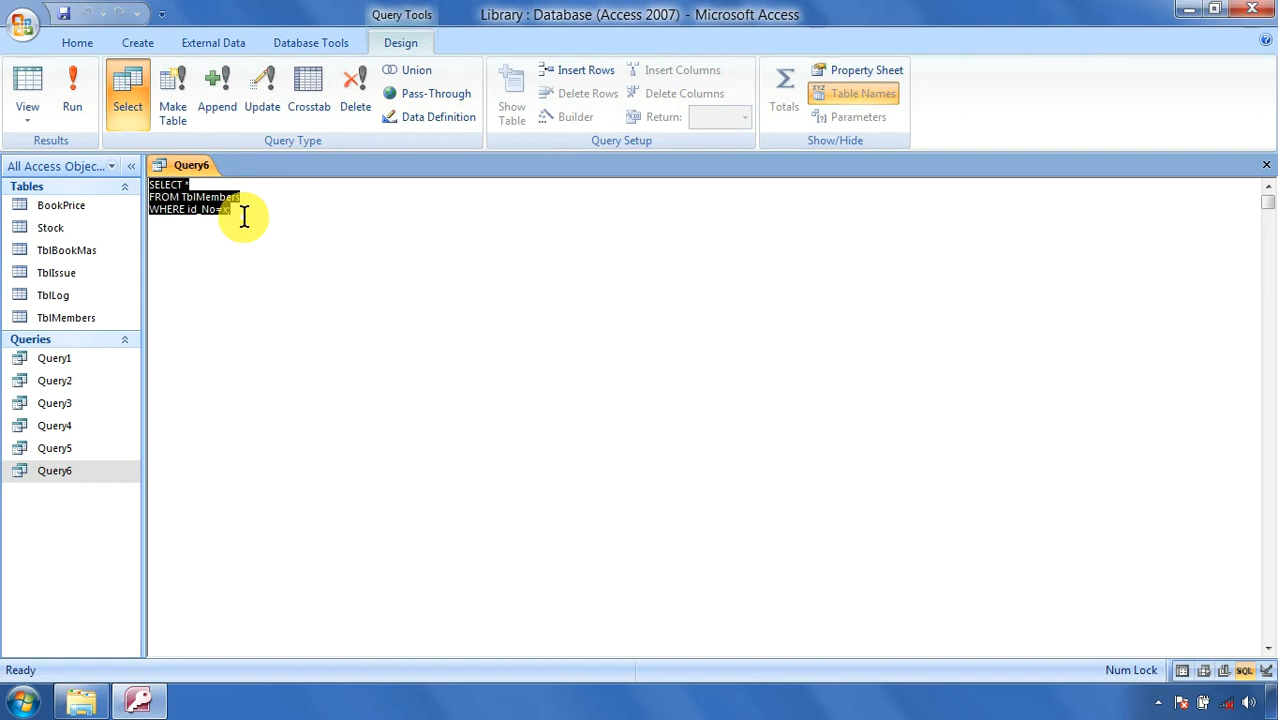 Query Tools
Library : Database (Access 2007) - Microsoft Access
Home
Create
External Data
Database Tools
Design
View
Run
Results
Select
Make Table
Append
Update
Crosstab
Delete
Union
Pass-Through
Data Definition
Query Type
Show Table
Insert Rows
Delete Rows
Builder
Insert Columns
Delete Columns
Return:
Query Setup
Totals
Property Sheet
XYZ Table Names
Parameters
Show/Hide
All Access Objec...
Tables
BookPrice
Stock
TblBookMas
TblIssue
TblLog
TblMembers
Queries
Query1
Query2
Query3
Query4
Query5
Query6
Query6
SELECT *
FROM TblMembers
WHERE id_No=x;
Ready
Num Lock
SQL